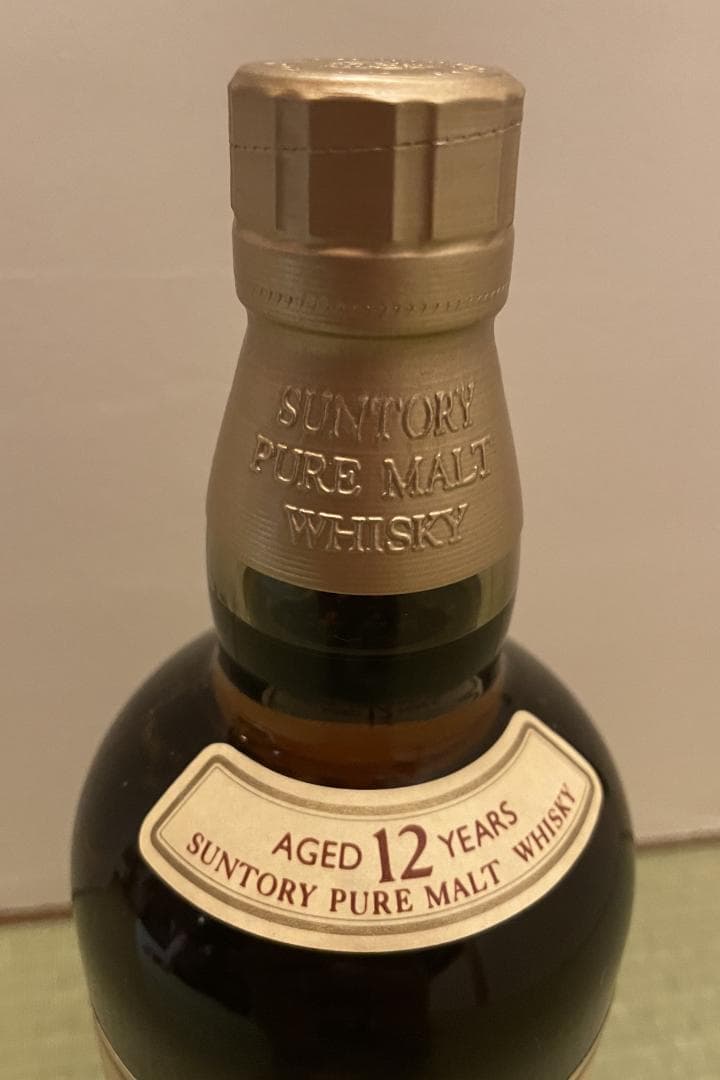 SUNTORY
PURE MALT
WHISKY
AGED 12 YEARS
SUNTORY PURE MALT WHISKY